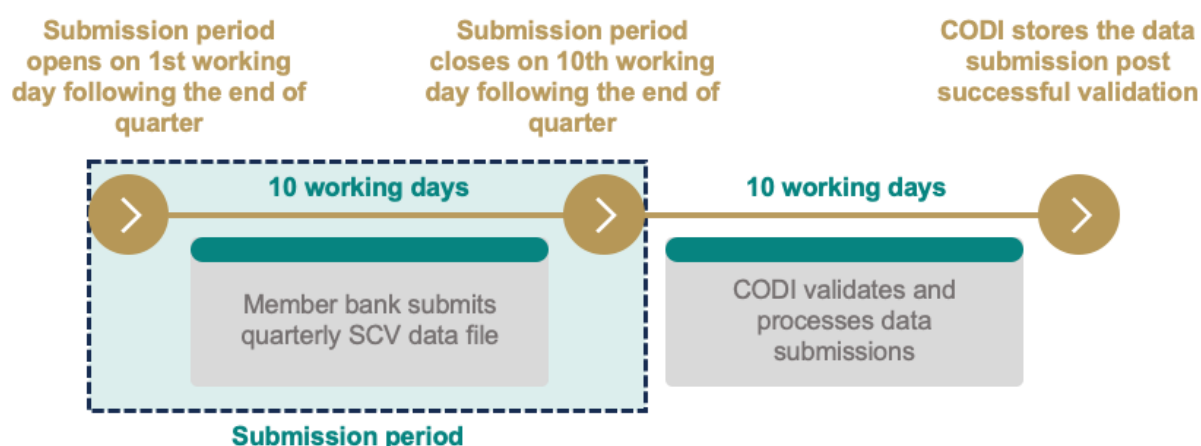 Submission period
opens on 1st working
day following the end of
quarter
Submission period
closes on 10th working
day following the end of
quarter
CODI stores the data
submission post
successful validation
10 working days
10 working days
Member bank submits
quarterly SCV data file
CODI validates and
processes data
submissions
Submission period